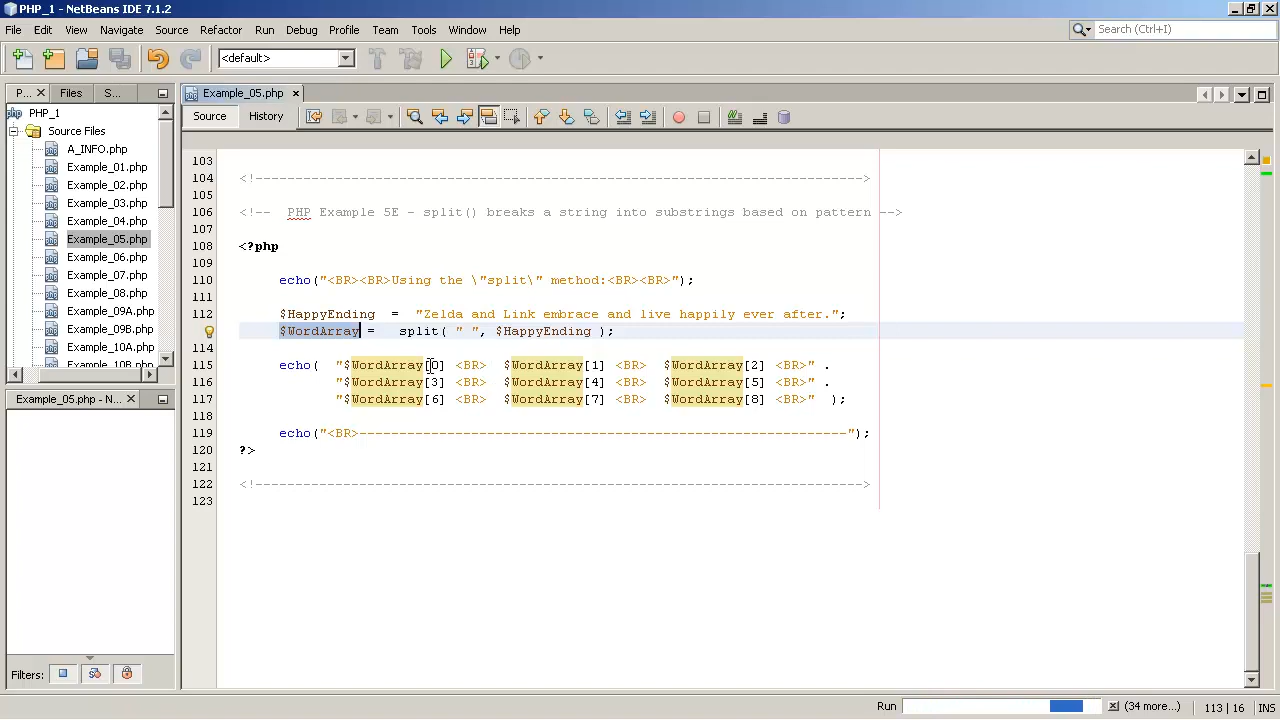 PHP_1 - NetBeans IDE 7.1.2
File Edit View Navigate Source Refactor Run Debug Profile Team Tools Window Help
Search (Ctrl+I)
<default>
P... Files S...
Example_05.php
Source History
PHP_1
Source Files
A_INFO.php
Example_01.php
Example_02.php
Example_03.php
Example_04.php
Example_05.php
Example_06.php
Example_07.php
Example_08.php
Example_09A.php
Example_09B.php
Example_10A.php
Example_10B.php
Example_05.php - N...
Filters:
103
104 <!---------------------------------------------------------------------------->
105
106 <!-- PHP Example 5E - split() breaks a string into substrings based on pattern -->
107
108 <?php
109
110 echo("<BR><BR>Using the \"split\" method:<BR><BR>");
111
112 $HappyEnding = "Zelda and Link embrace and live happily ever after.";
$WordArray = split( " ", $HappyEnding );
114
115 echo( "$WordArray[0] <BR> $WordArray[1] <BR> $WordArray[2] <BR>" .
116 "$WordArray[3] <BR> $WordArray[4] <BR> $WordArray[5] <BR>" .
117 "$WordArray[6] <BR> $WordArray[7] <BR> $WordArray[8] <BR>" );
118
119 echo("<BR>-------------------------------------------------------------");
120 ?>
121
122 <!---------------------------------------------------------------------------->
123
Run (34 more...) 113 | 16 INS